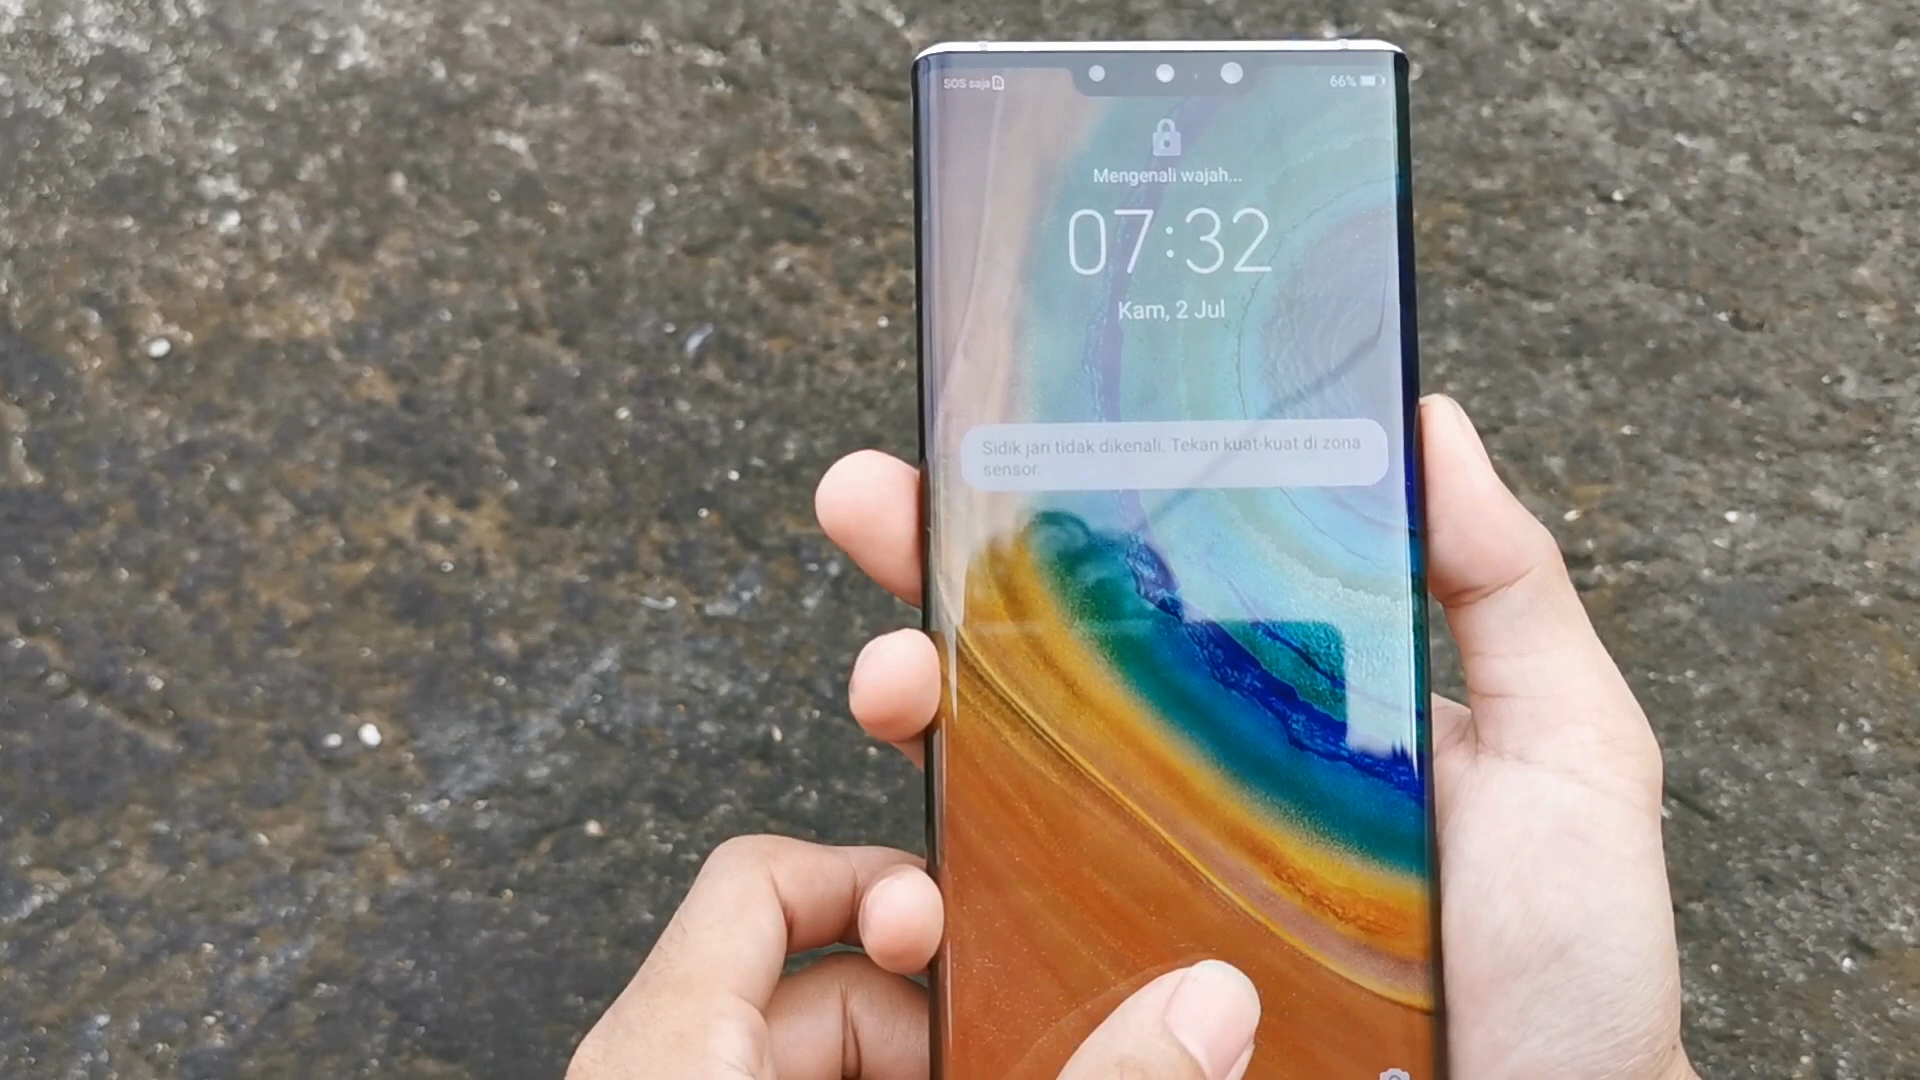 SOS saja
66%
Mengenali wajah...
07:32
Kam, 2 Jul
Sidik jari tidak dikenali. Tekan kuat-kuat di zona
sensor.